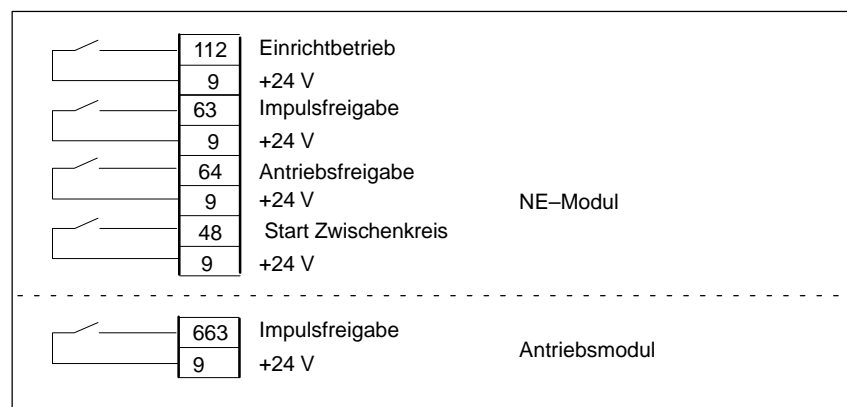 112 Einrichtbetrieb
9 +24 V
63 Impulsfreigabe
9 +24 V
64 Antriebsfreigabe
9 +24 V NE–Modul
48 Start Zwischenkreis
9 +24 V
663 Impulsfreigabe
9 +24 V Antriebsmodul